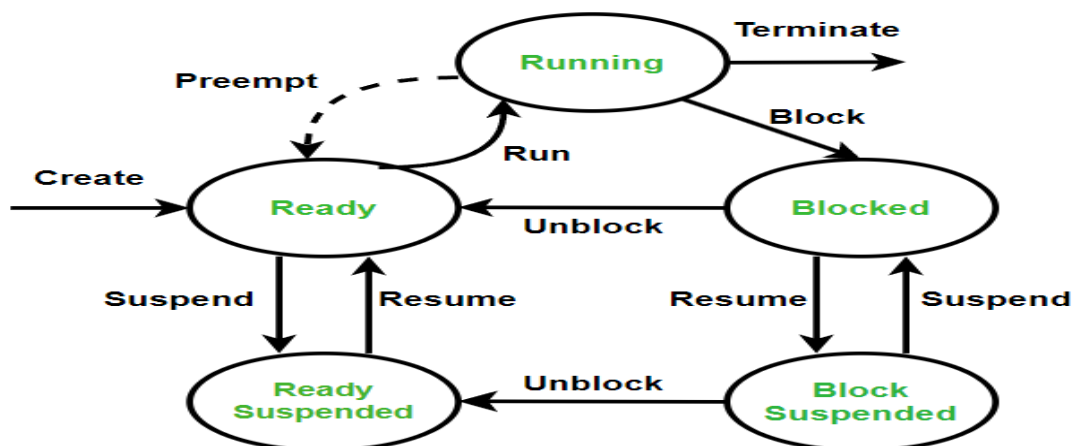 Terminate
Running
Preempt
Block
Run
Create
Ready
Blocked
Unblock
Suspend
Resume
Resume
Suspend
Unblock
Ready
Suspended
Block
Suspended